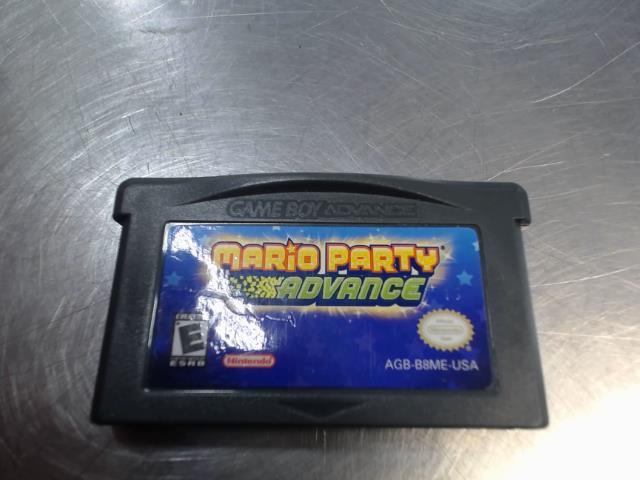 GAME BOY ADVANCE
MARIO PARTY
ADVANCE
E
ESRB
Nintendo
AGB-B8ME-USA